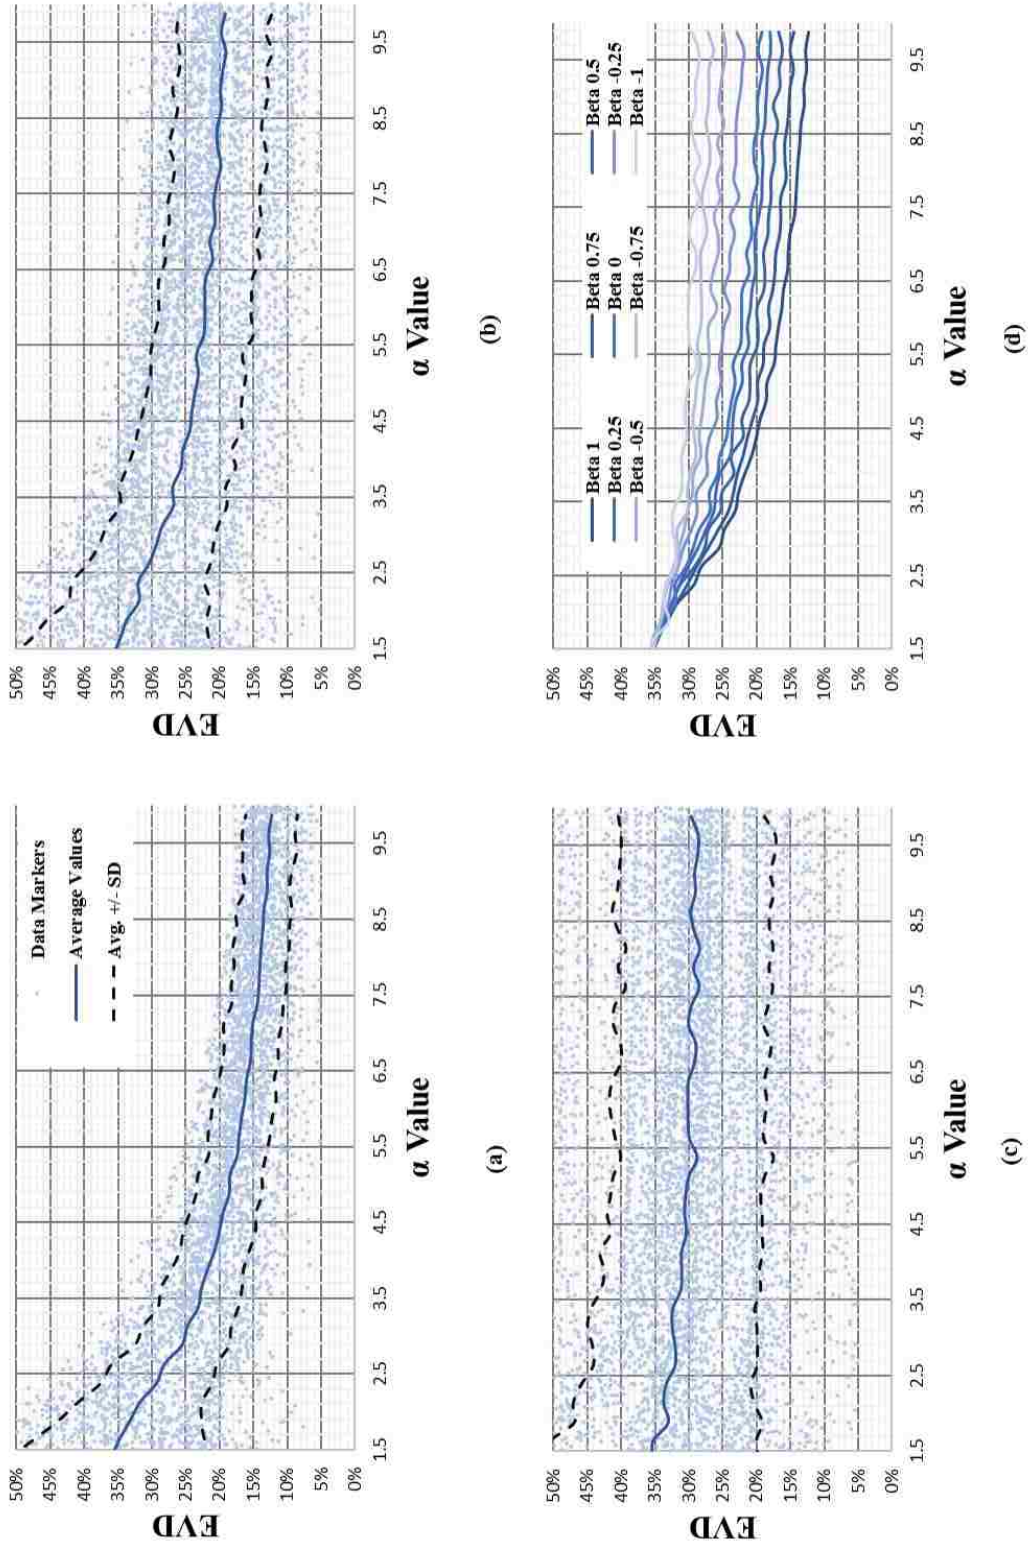 EVD
50%
45%
40%
35%
30%
25%
20%
15%
10%
5%
0%
Data Markers
Average Values
Avg. +/- SD
1.5 2.5 3.5 4.5 5.5 6.5 7.5 8.5 9.5
α Value
(a)
EVD
50%
45%
40%
35%
30%
25%
20%
15%
10%
5%
0%
1.5 2.5 3.5 4.5 5.5 6.5 7.5 8.5 9.5
α Value
(b)
EVD
50%
45%
40%
35%
30%
25%
20%
15%
10%
5%
0%
1.5 2.5 3.5 4.5 5.5 6.5 7.5 8.5 9.5
α Value
(c)
EVD
50%
45%
40%
35%
30%
25%
20%
15%
10%
5%
0%
Beta 1 Beta 0.75 Beta 0.5
Beta 0.25 Beta 0 Beta -0.25
Beta -0.5 Beta -0.75 Beta -1
1.5 2.5 3.5 4.5 5.5 6.5 7.5 8.5 9.5
α Value
(d)